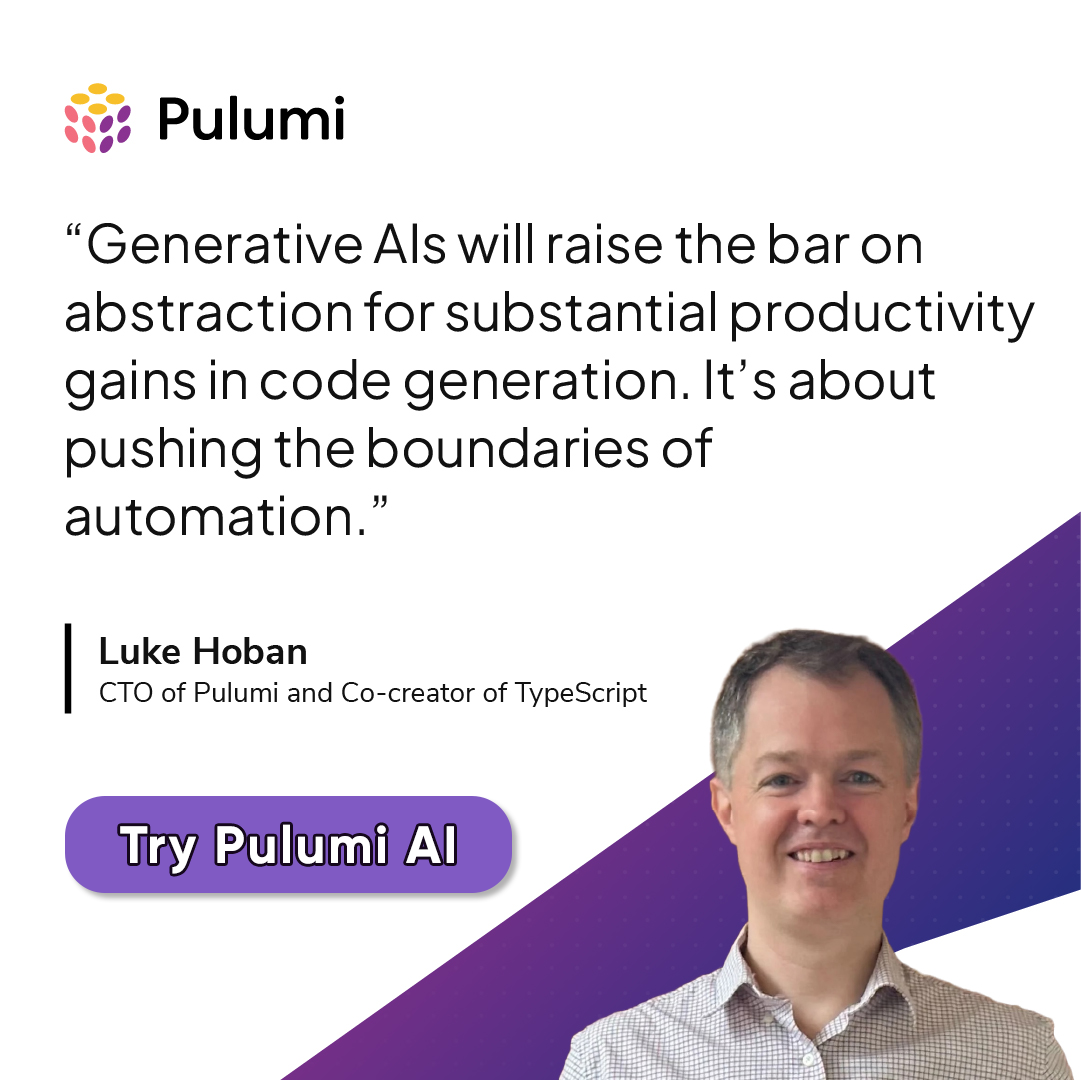 Pulumi
“Generative AIs will raise the bar on
abstraction for substantial productivity
gains in code generation. It’s about
pushing the boundaries of
automation.”
Luke Hoban
CTO of Pulumi and Co-creator of TypeScript
Try Pulumi AI